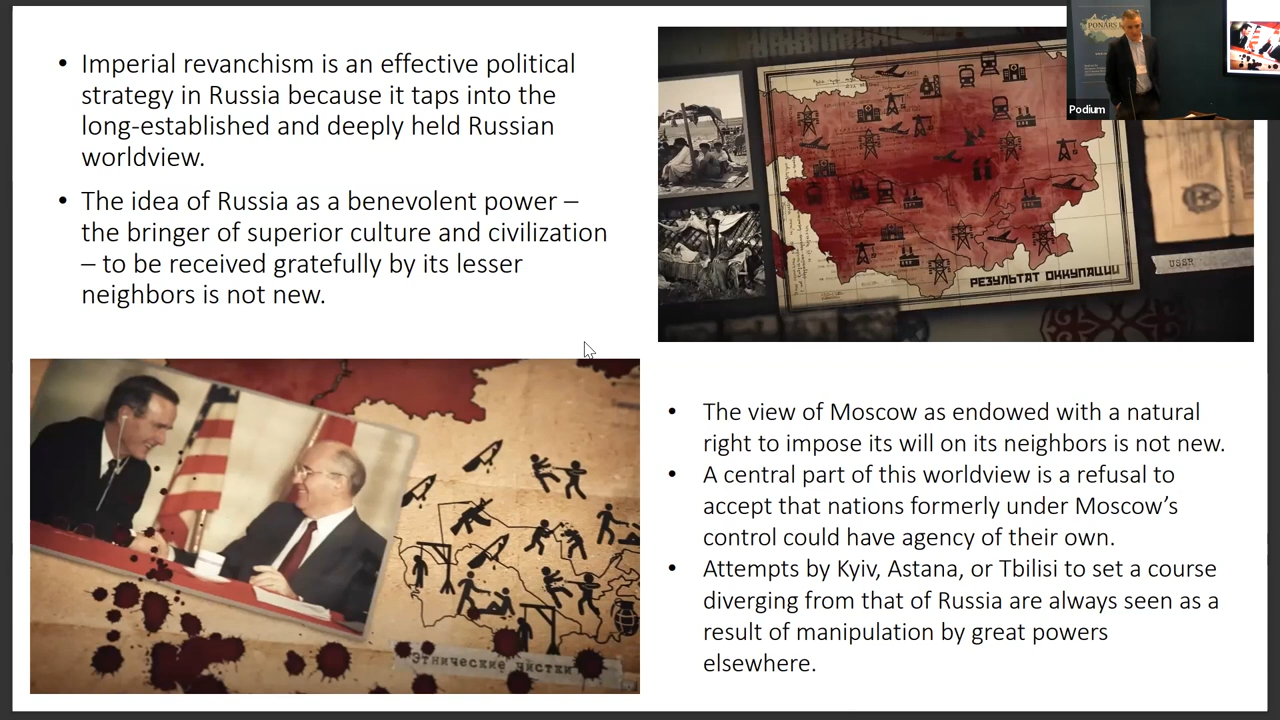 • Imperial revanchism is an effective political
strategy in Russia because it taps into the
long-established and deeply held Russian
worldview.
• The idea of Russia as a benevolent power –
the bringer of superior culture and civilization
– to be received gratefully by its lesser
neighbors is not new.
PONARS
Podium
РЕЗУЛЬТАТ ОККУПАЦИИ
USSR
• The view of Moscow as endowed with a natural
right to impose its will on its neighbors is not new.
• A central part of this worldview is a refusal to
accept that nations formerly under Moscow’s
control could have agency of their own.
• Attempts by Kyiv, Astana, or Tbilisi to set a course
diverging from that of Russia are always seen as a
result of manipulation by great powers
elsewhere.
Этнические чистки